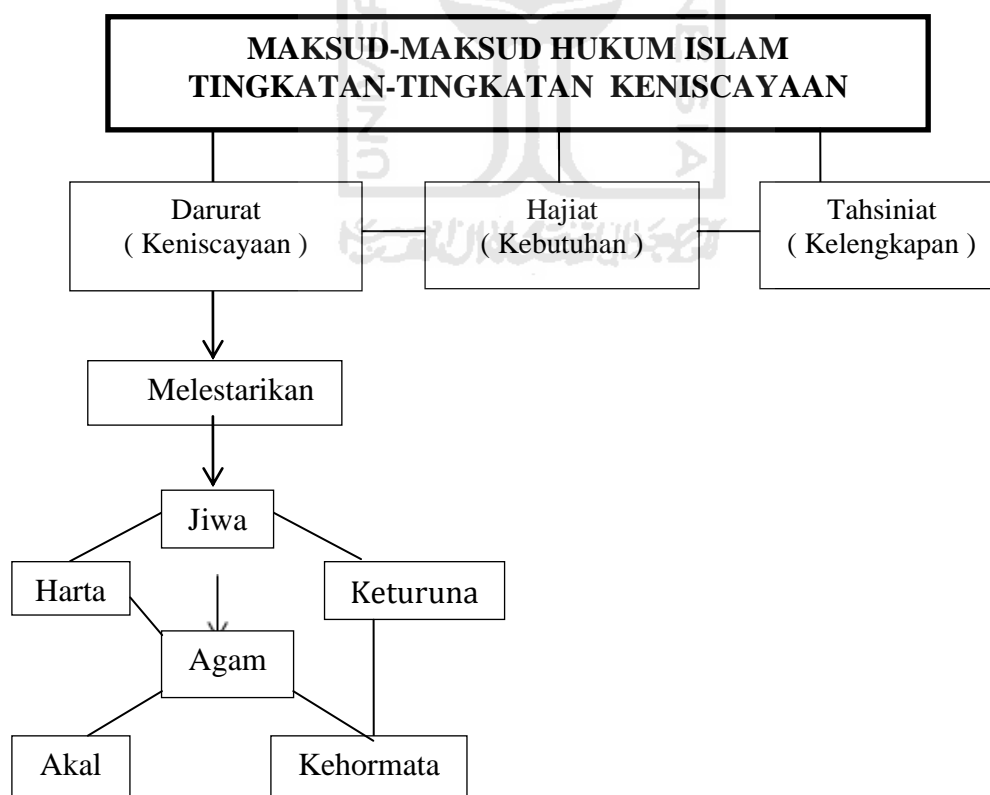 MAKSUD-MAKSUD HUKUM ISLAM
TINGKATAN-TINGKATAN KENISCAYAAN
Darurat
( Keniscayaan )
Hajiat
( Kebutuhan )
Tahsiniat
( Kelengkapan )
Melestarikan
Jiwa
Harta
Keturuna
Agam
Akal
Kehormata